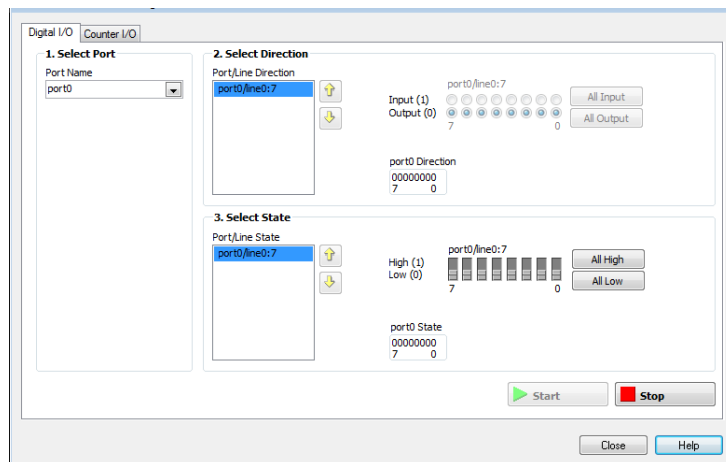 Digital I/O Counter I/O
1. Select Port
Port Name
port0
2. Select Direction
Port/Line Direction
port0/line0:7
port0/line0:7
Input (1)
Output (0)
7 0
All Input
All Output
port0 Direction
00000000
7 0
3. Select State
Port/Line State
port0/line0:7
port0/line0:7
High (1)
Low (0)
7 0
All High
All Low
port0 State
00000000
7 0
Start Stop
Close Help